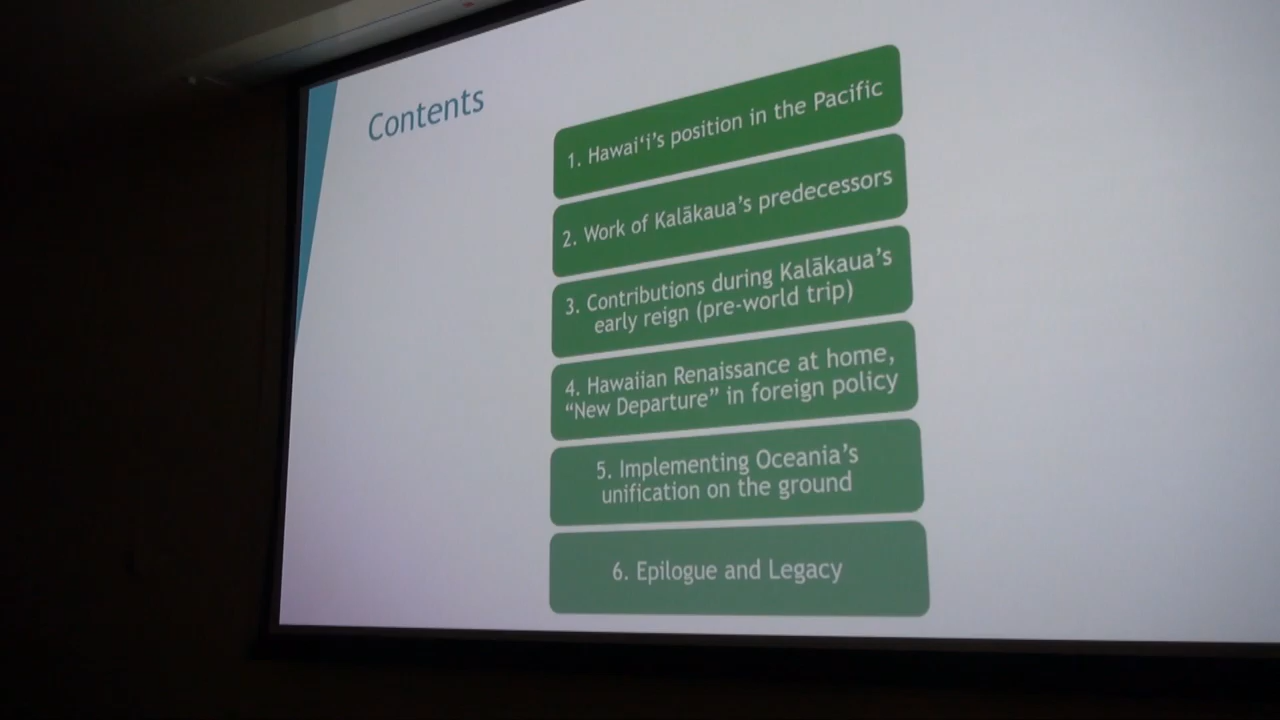 Contents
1. Hawai‘i’s position in the Pacific
2. Work of Kalākaua’s predecessors
3. Contributions during Kalākaua’s
early reign (pre-world trip)
4. Hawaiian Renaissance at home,
“New Departure” in foreign policy
5. Implementing Oceania’s
unification on the ground
6. Epilogue and Legacy